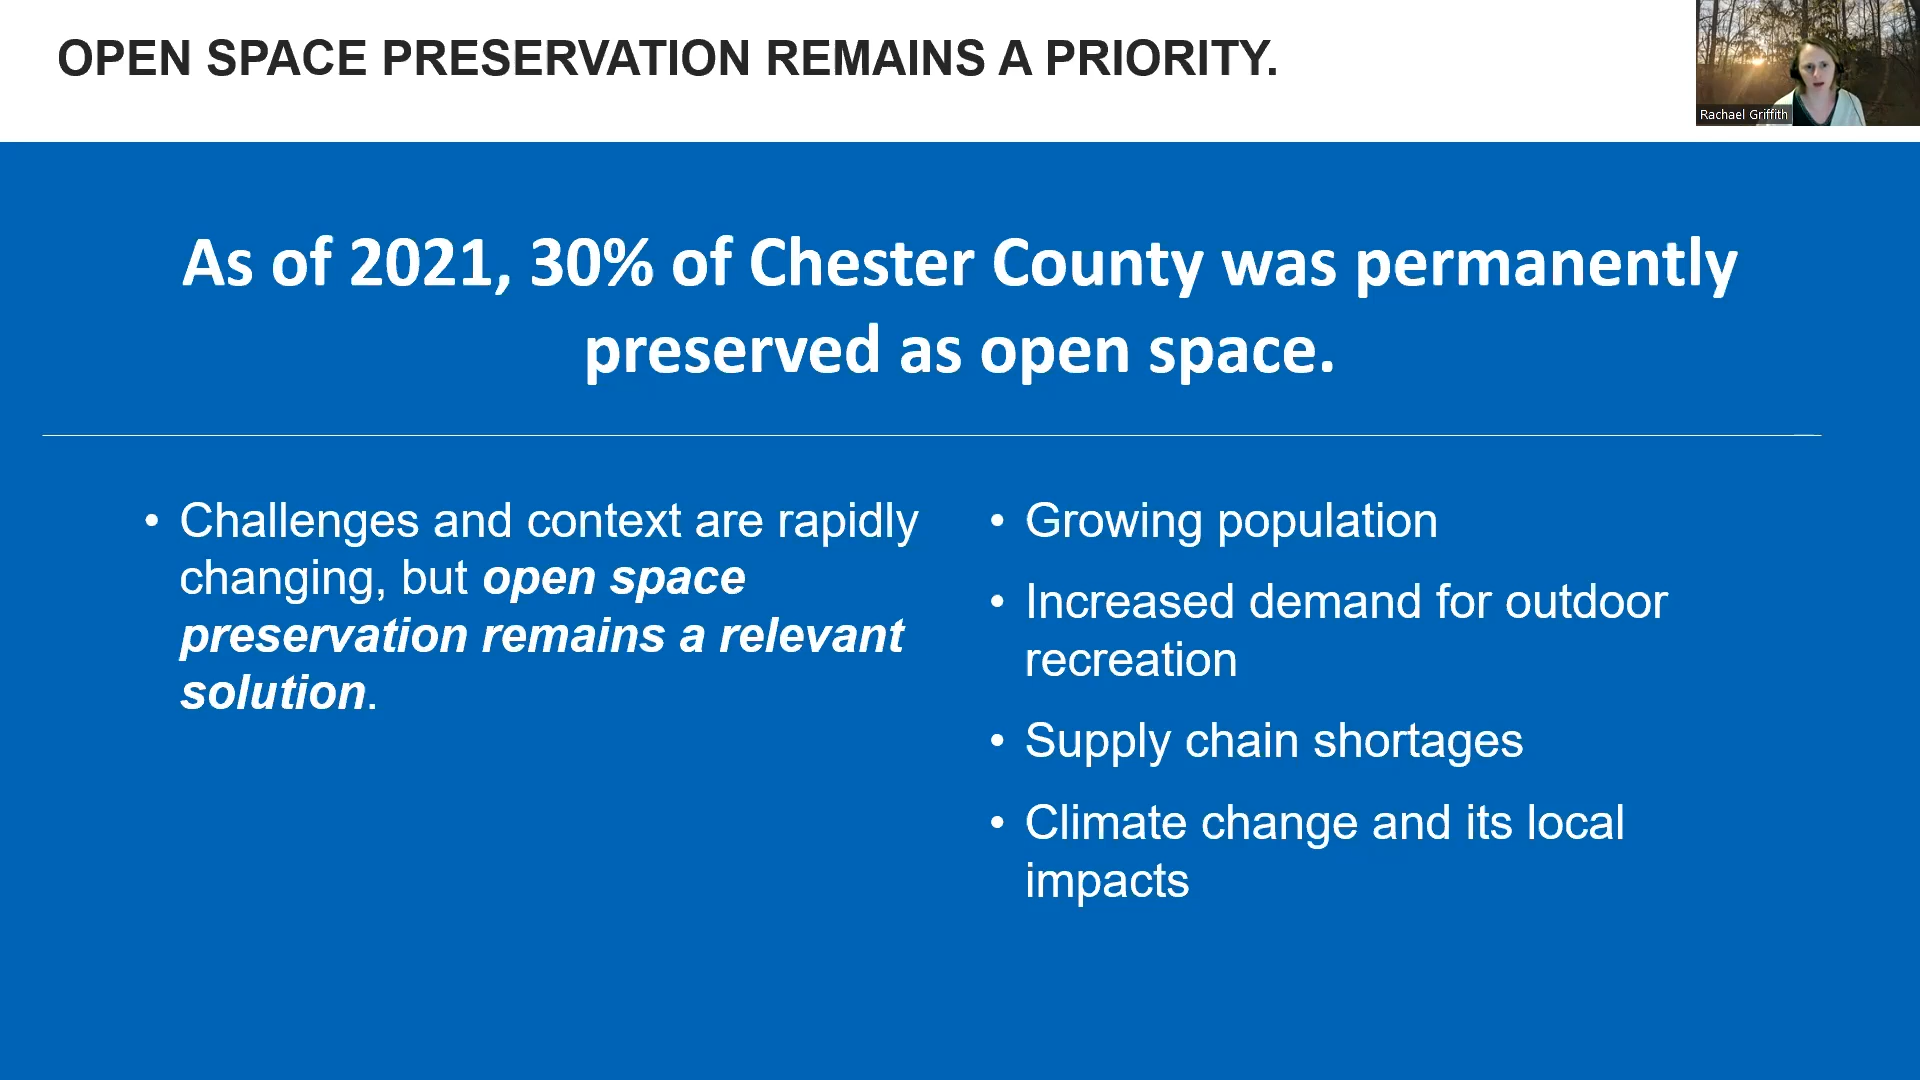 OPEN SPACE PRESERVATION REMAINS A PRIORITY.
Rachael Griffith
As of 2021, 30% of Chester County was permanently
preserved as open space.
• Challenges and context are rapidly
changing, but open space
preservation remains a relevant
solution.
• Growing population
• Increased demand for outdoor
recreation
• Supply chain shortages
• Climate change and its local
impacts